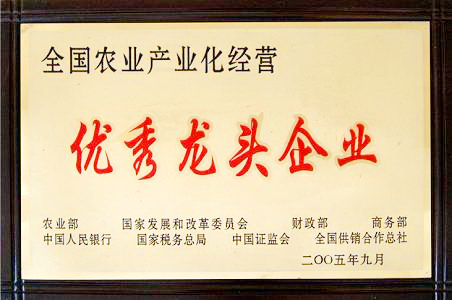 全国农业产业化经营
优秀龙头企业
农业部 国家发展和改革委员会 财政部 商务部
中国人民银行 国家税务总局 中国证监会 全国供销合作总社
二〇〇五年九月